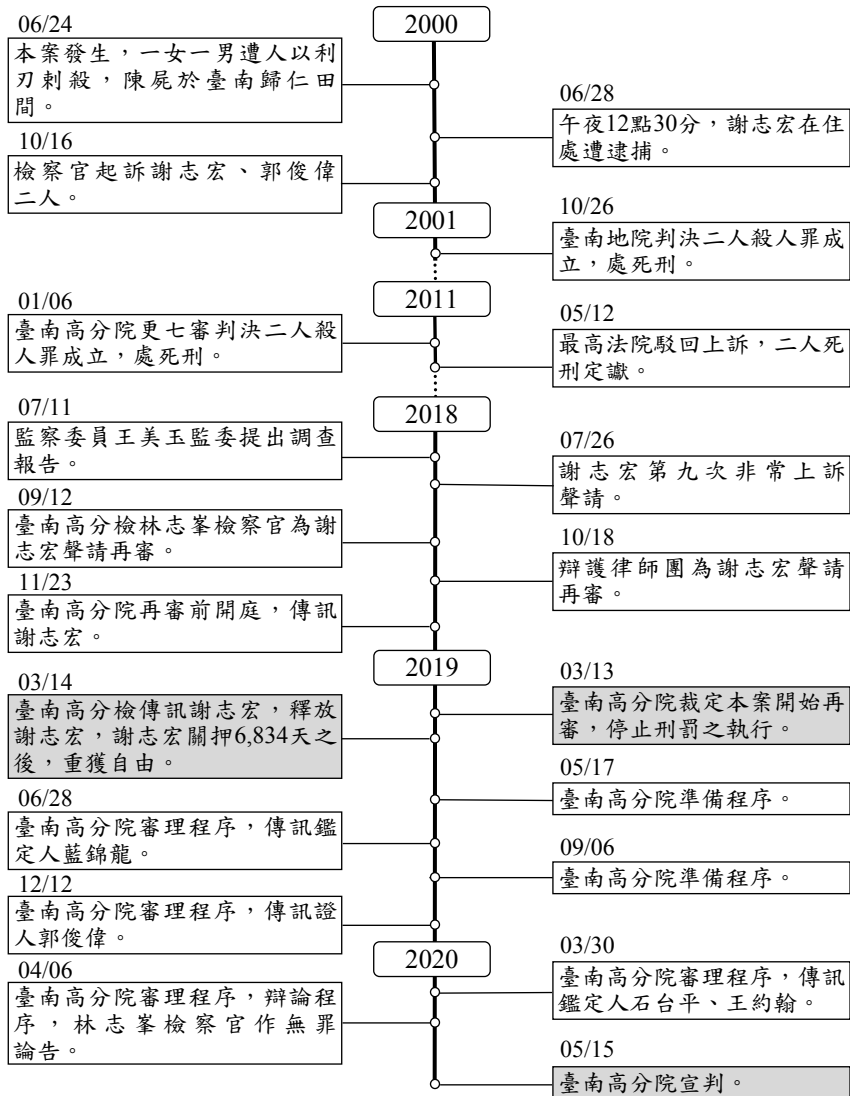 2000
06/24
本案發生，一女一男遭人以利
刃刺殺，陳屍於臺南歸仁田
間。
06/28
午夜12點30分，謝志宏在住
處遭逮捕。
10/16
檢察官起訴謝志宏、郭俊偉
二人。
2001
10/26
臺南地院判決二人殺人罪成
立，處死刑。
2011
01/06
臺南高分院更七審判決二人殺
人罪成立，處死刑。
05/12
最高法院駁回上訴，二人死
刑定讞。
2018
07/11
監察委員王美玉監委提出調查
報告。
07/26
謝志宏第九次非常上訴
聲請。
09/12
臺南高分檢林志峯檢察官為謝
志宏聲請再審。
10/18
辯護律師團為謝志宏聲請
再審。
11/23
臺南高分院再審前開庭，傳訊
謝志宏。
2019
03/13
臺南高分院裁定本案開始再
審，停止刑罰之執行。
03/14
臺南高分檢傳訊謝志宏，釋放
謝志宏，謝志宏關押6,834天之
後，重獲自由。
05/17
臺南高分院準備程序。
06/28
臺南高分院審理程序，傳訊鑑
定人藍錦龍。
09/06
臺南高分院準備程序。
12/12
臺南高分院審理程序，傳訊證
人郭俊偉。
2020
03/30
臺南高分院審理程序，傳訊
鑑定人石台平、王約翰。
04/06
臺南高分院審理程序，辯論程
序，林志峯檢察官作無罪
論告。
05/15
臺南高分院宣判。